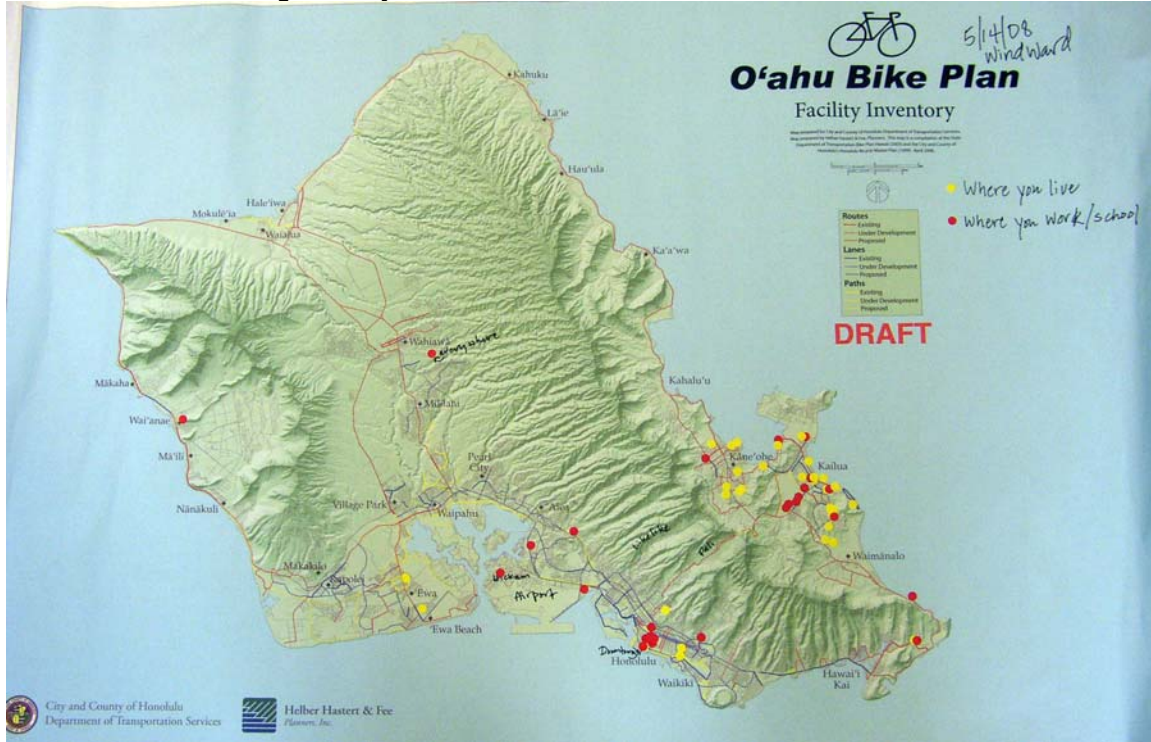 O'ahu Bike Plan
Facility Inventory
5/14/08
Windward
Where you live
Where you work/school
Routes
Existing
Under Development
Proposed
Lanes
Existing
Under Development
Proposed
Paths
Existing
Under Development
Proposed
DRAFT
Kahuku
Lā'ie
Hau'ula
Hale'iwa
Mokulē'ia
Waialua
Ka'a'wa
Wahiawā
everywhere
Mākaha
Mililani
Kahalu'u
Wai'anae
Kāne'ohe
Kailua
Mā'ili
Pearl
City
Nānākuli
Village Park
Waipahu
Aiea
Likelike
Pali
Waimānalo
Makakilo
Kapolei
Hickam
Airport
'Ewa
'Ewa Beach
Downtown
Honolulu
Waikiki
Hawai'i
Kai
City and County of Honolulu
Department of Transportation Services
Helber Hastert & Fee
Planners, Inc.